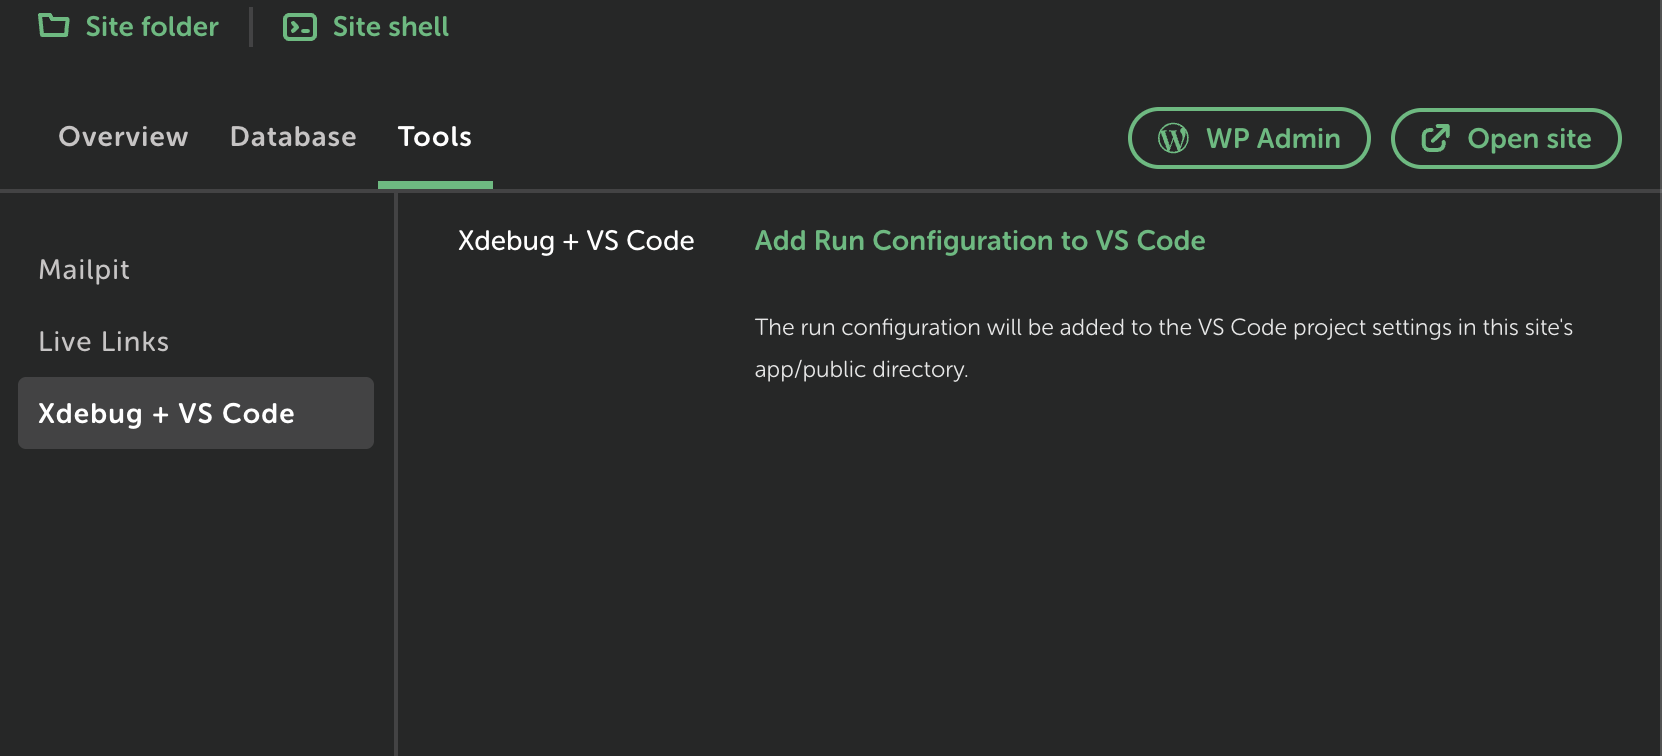 Site folder
Site shell
Overview
Database
Tools
WP Admin
Open site
Mailpit
Live Links
Xdebug + VS Code
Xdebug + VS Code
Add Run Configuration to VS Code
The run configuration will be added to the VS Code project settings in this site's
app/public directory.